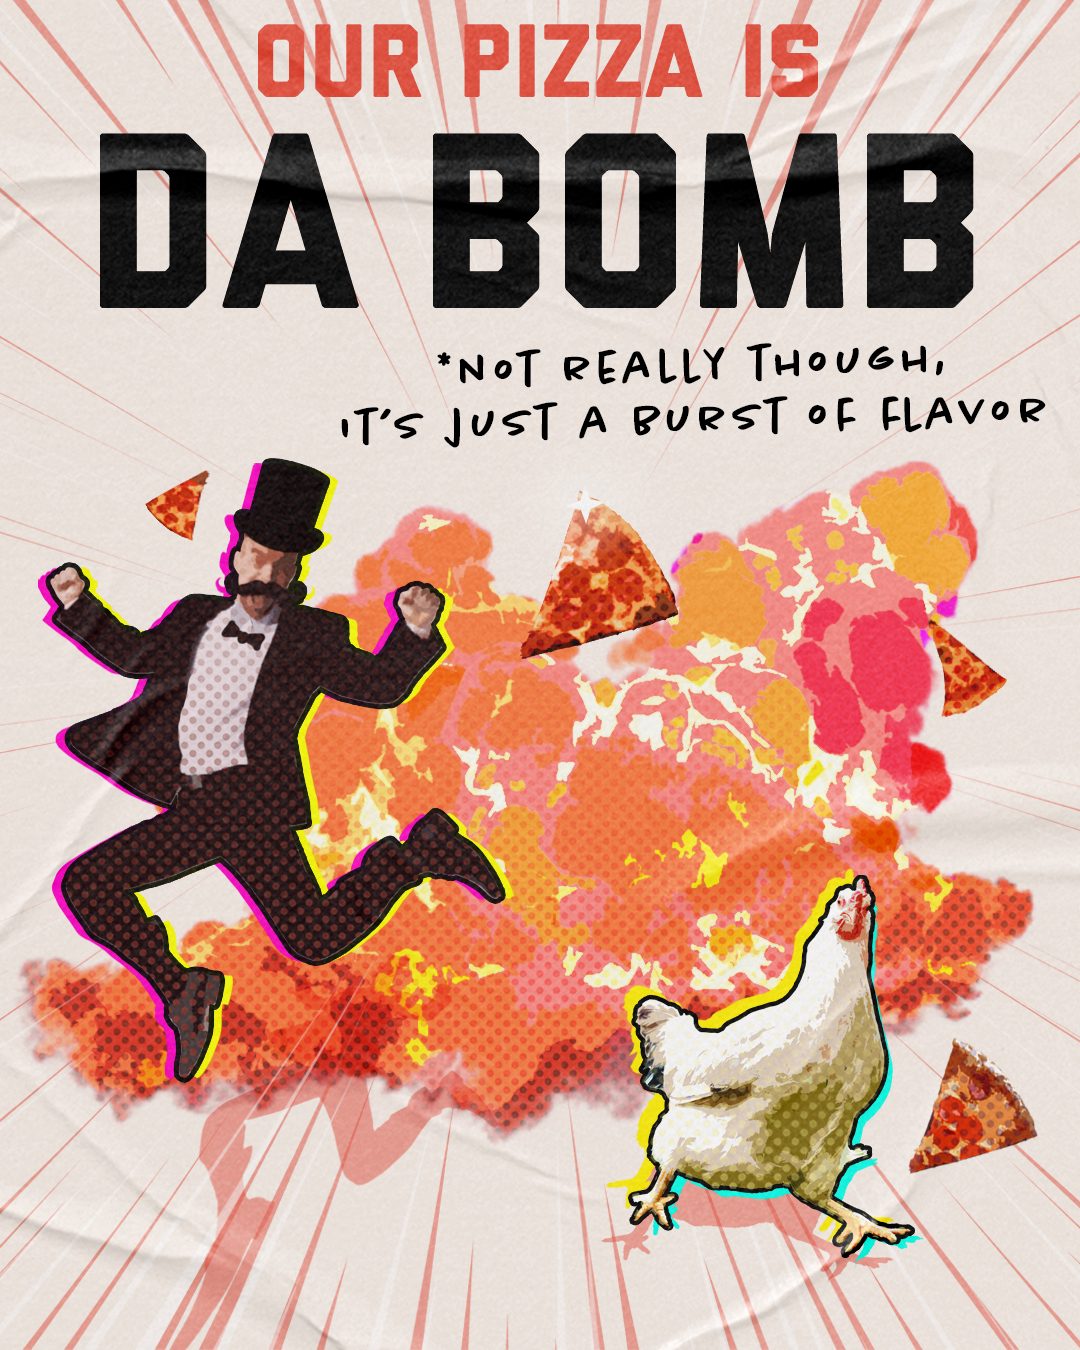 OUR PIZZA IS
DA BOMB
*NOT REALLY THOUGH,
IT'S JUST A BURST OF FLAVOR